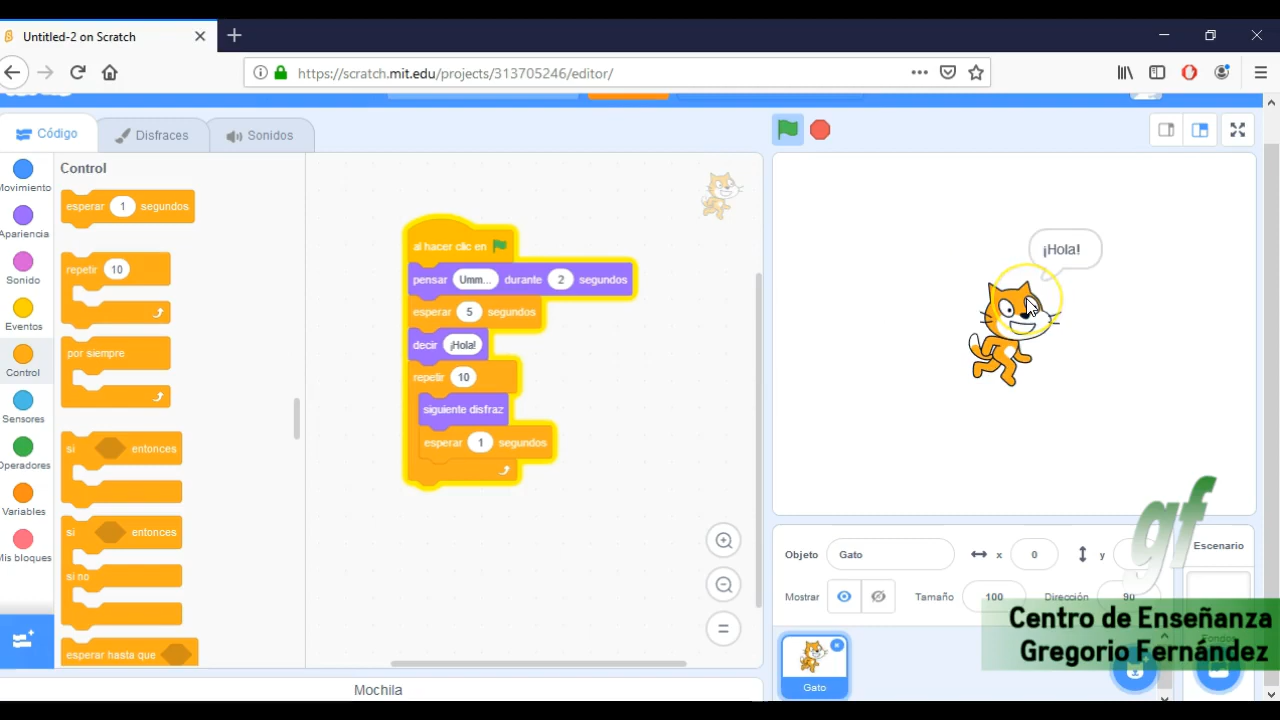 Untitled-2 on Scratch
https://scratch.mit.edu/projects/313705246/editor/
Código
Disfraces
Sonidos
Movimiento
Apariencia
Sonido
Eventos
Control
Sensores
Operadores
Variables
Mis bloques
Control
esperar 1 segundos
repetir 10
por siempre
si entonces
si entonces
si no
esperar hasta que
al hacer clic en
pensar Umm... durante 2 segundos
esperar 5 segundos
decir ¡Hola!
repetir 10
siguiente disfraz
esperar 1 segundos
Mochila
¡Hola!
Objeto Gato x 0 y
Mostrar Tamaño 100 Dirección 90
Gato
Escenario
Fondos
gf
Centro de Enseñanza
Gregorio Fernández